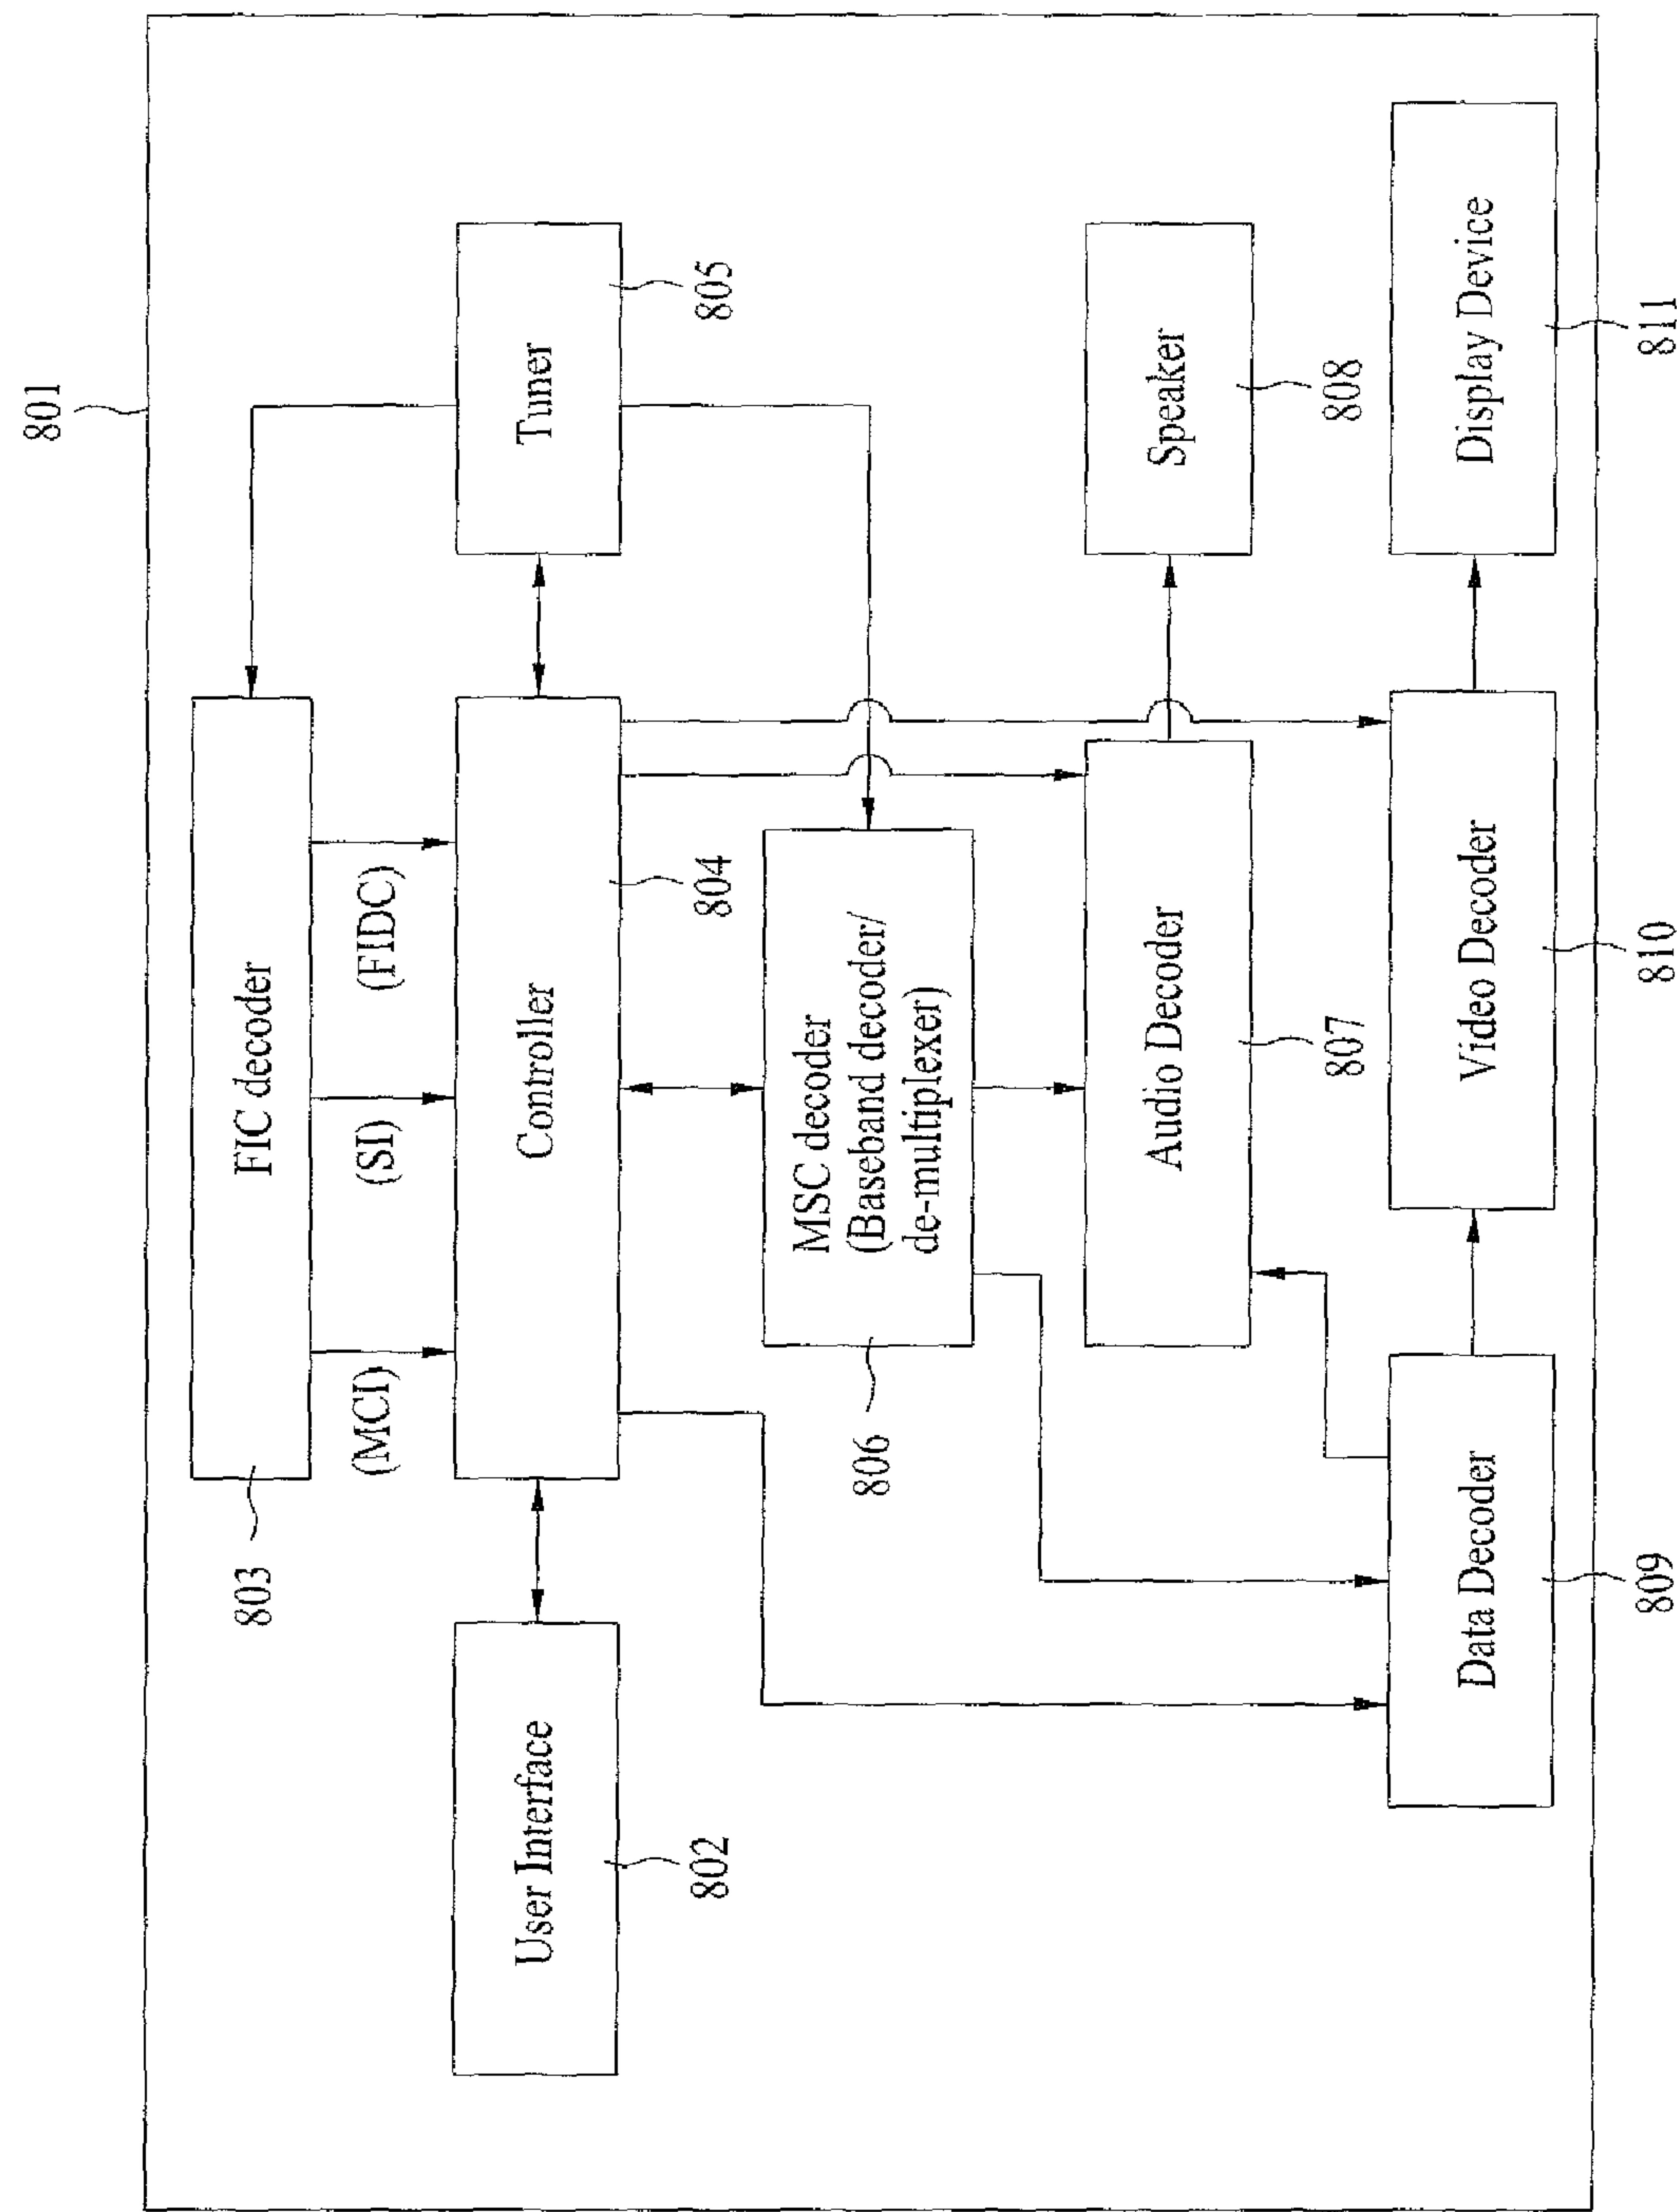 801
FIC decoder
803
(MCI)
(SI)
(FIDC)
User Interface
802
Controller
804
Tuner
805
MSC decoder
(Baseband decoder/
de-multiplexer)
806
Audio Decoder
807
Speaker
808
Data Decoder
809
Video Decoder
810
Display Device
811